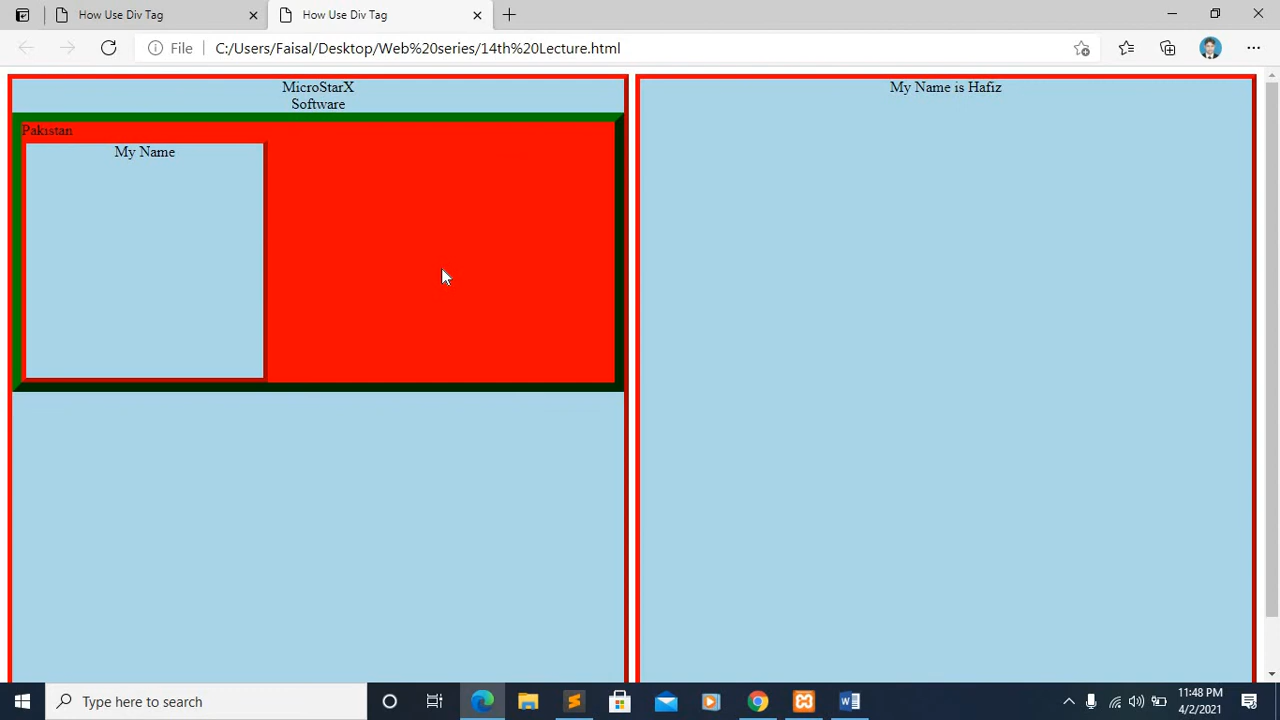 How Use Div Tag
How Use Div Tag
File
C:/Users/Faisal/Desktop/Web%20series/14th%20Lecture.html
MicroStarX
Software
Pakistan
My Name
My Name is Hafiz
Type here to search
11:48 PM
4/2/2021